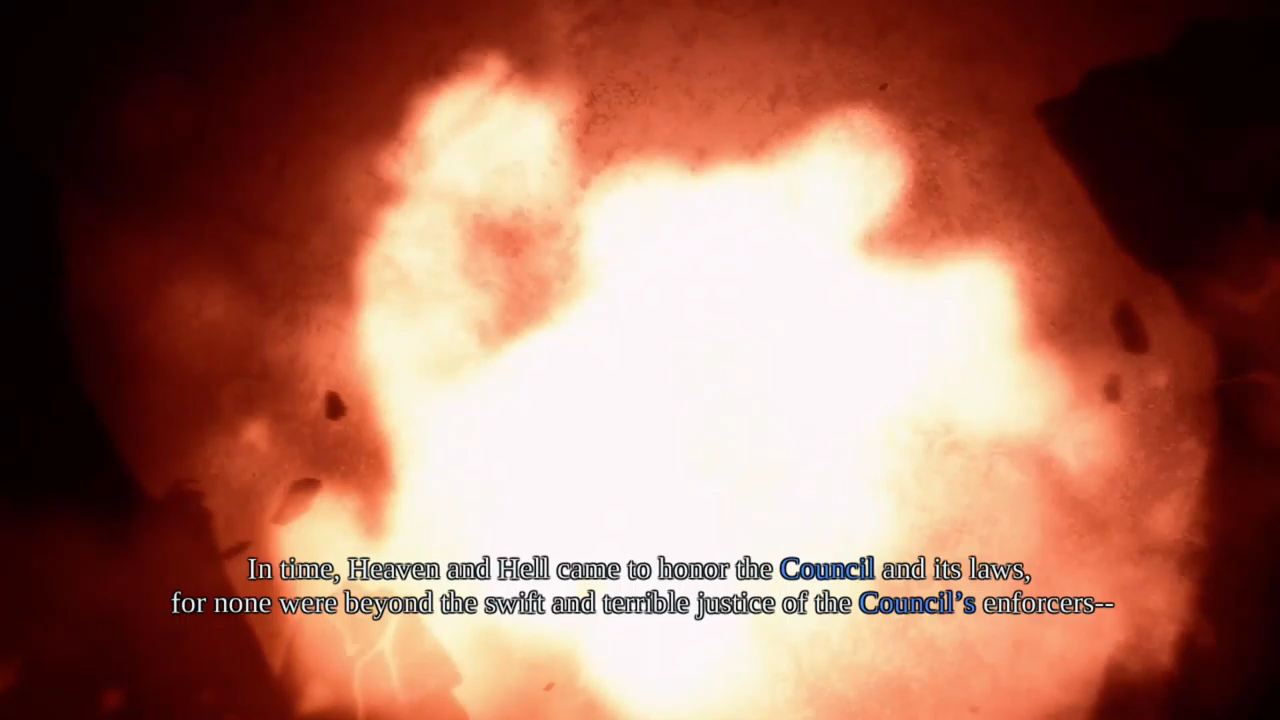 In time, Heaven and Hell came to honor the Council and its laws,
for none were beyond the swift and terrible justice of the Council’s enforcers--